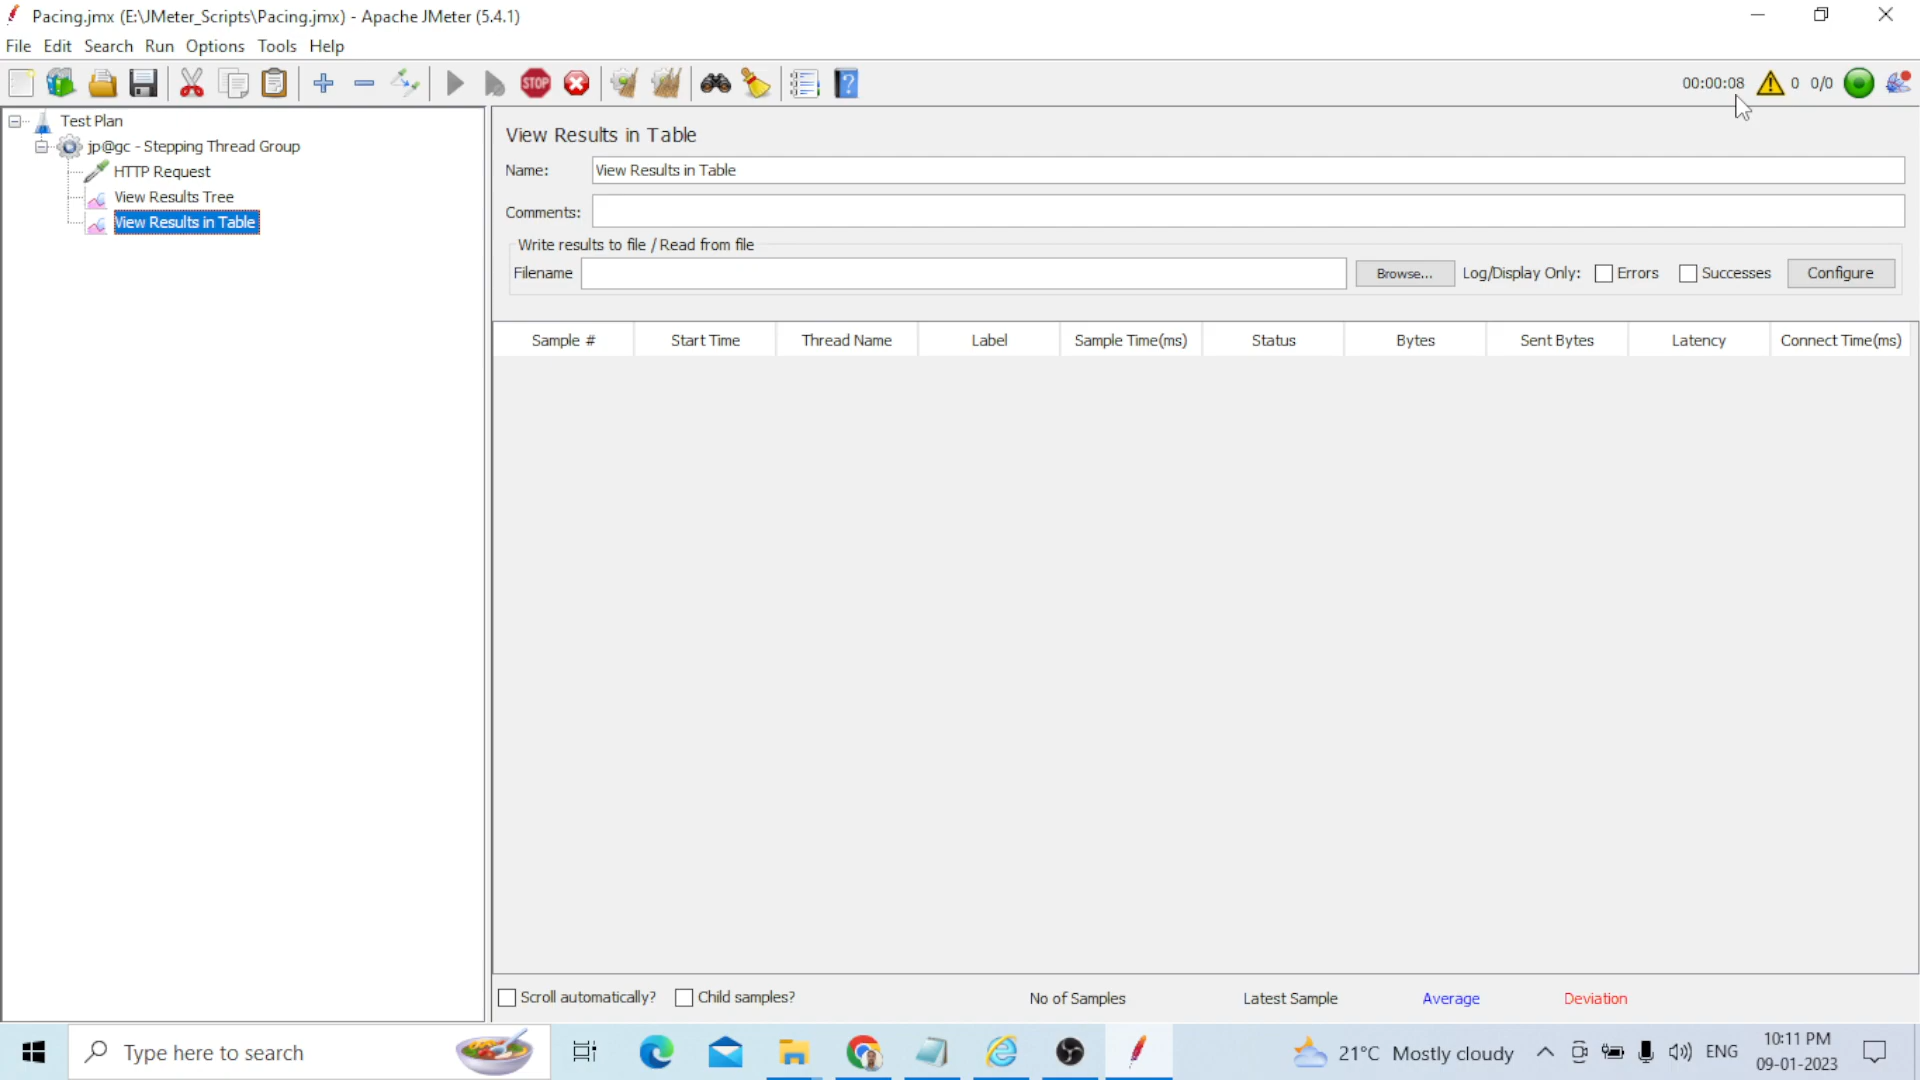 Pacing.jmx (E:\JMeter_Scripts\Pacing.jmx) - Apache JMeter (5.4.1)
File Edit Search Run Options Tools Help
STOP
00:00:08 0 0/0
Test Plan
jp@gc - Stepping Thread Group
HTTP Request
View Results Tree
View Results in Table
View Results in Table
Name: View Results in Table
Comments:
Write results to file / Read from file
Filename Browse... Log/Display Only: Errors Successes Configure
Sample # Start Time Thread Name Label Sample Time(ms) Status Bytes Sent Bytes Latency Connect Time(ms)
Scroll automatically? Child samples? No of Samples Latest Sample Average Deviation
Type here to search
21°C Mostly cloudy
ENG
10:11 PM
09-01-2023